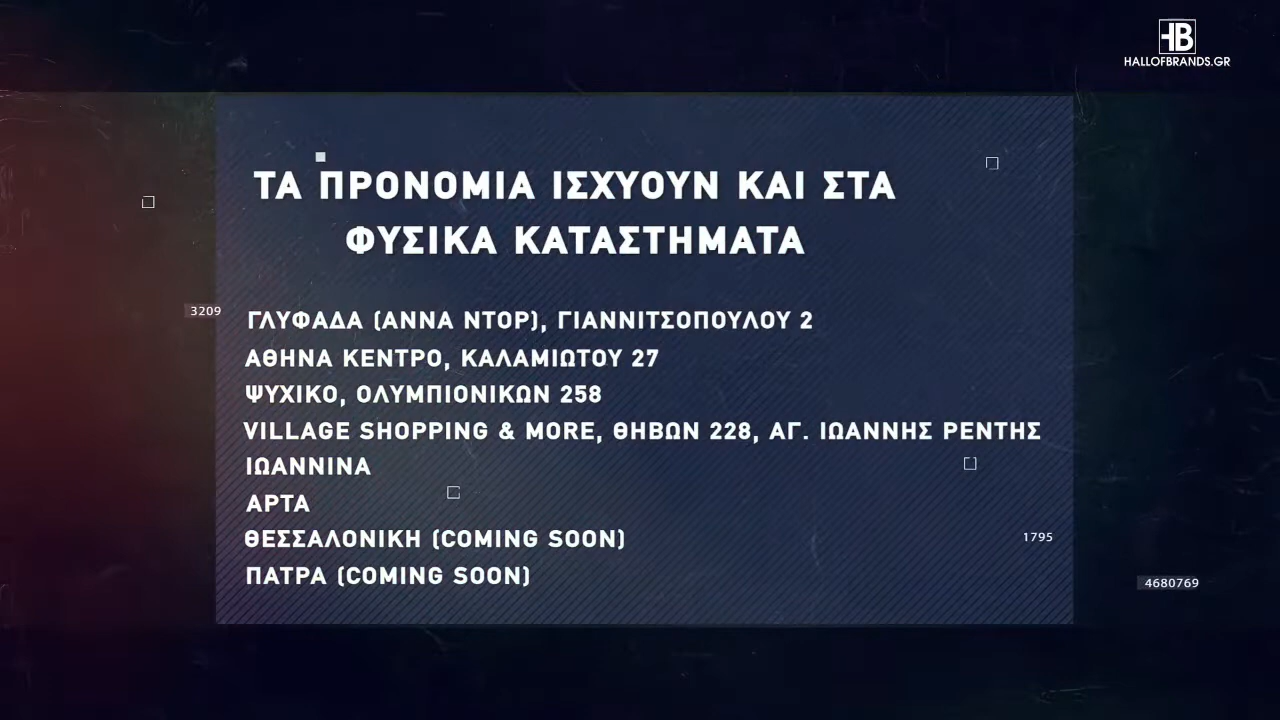 HB
HALLOFBRANDS.GR
ΤΑ ΠΡΟΝΟΜΙΑ ΙΣΧΥΟΥΝ ΚΑΙ ΣΤΑ
ΦΥΣΙΚΑ ΚΑΤΑΣΤΗΜΑΤΑ
3209
ΓΛΥΦΑΔΑ (ΑΝΝΑ ΝΤΟΡ), ΓΙΑΝΝΙΤΣΟΠΟΥΛΟΥ 2
ΑΘΗΝΑ ΚΕΝΤΡΟ, ΚΑΛΑΜΙΩΤΟΥ 27
ΨΥΧΙΚΟ, ΟΛΥΜΠΙΟΝΙΚΩΝ 258
VILLAGE SHOPPING & MORE, ΘΗΒΩΝ 228, ΑΓ. ΙΩΑΝΝΗΣ ΡΕΝΤΗΣ
ΙΩΑΝΝΙΝΑ
ΑΡΤΑ
ΘΕΣΣΑΛΟΝΙΚΗ (COMING SOON)
1795
ΠΑΤΡΑ (COMING SOON)
4680769